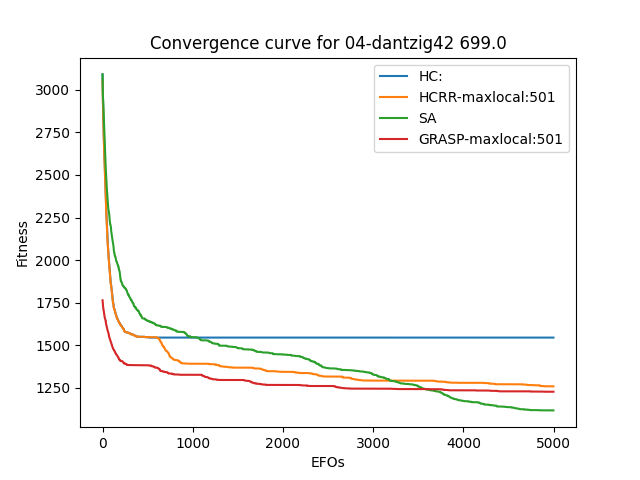 Convergence curve for 04-dantzig42 699.0
HC:
HCRR-maxlocal:501
SA
GRASP-maxlocal:501
Fitness
3000
2750
2500
2250
2000
1750
1500
1250
0 1000 2000 3000 4000 5000
EFOs